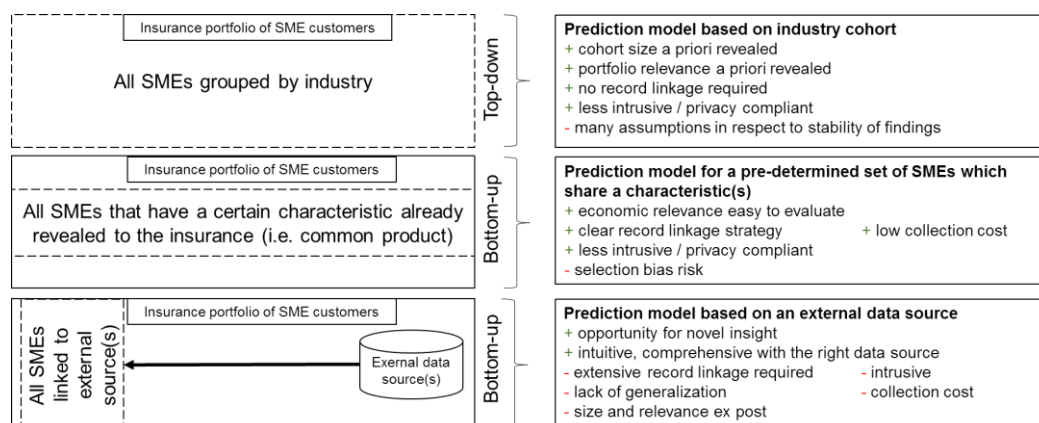 Insurance portfolio of SME customers
All SMEs grouped by industry
Top-down
Prediction model based on industry cohort
+ cohort size a priori revealed
+ portfolio relevance a priori revealed
+ no record linkage required
+ less intrusive / privacy compliant
- many assumptions in respect to stability of findings
Insurance portfolio of SME customers
All SMEs that have a certain characteristic already
revealed to the insurance (i.e. common product)
Bottom-up
Prediction model for a pre-determined set of SMEs which
share a characteristic(s)
+ economic relevance easy to evaluate
+ clear record linkage strategy + low collection cost
+ less intrusive / privacy compliant
- selection bias risk
Insurance portfolio of SME customers
All SMEs
linked to
external
source(s)
Exernal data
source(s)
Bottom-up
Prediction model based on an external data source
+ opportunity for novel insight
+ intuitive, comprehensive with the right data source
- extensive record linkage required - intrusive
- lack of generalization - collection cost
- size and relevance ex post